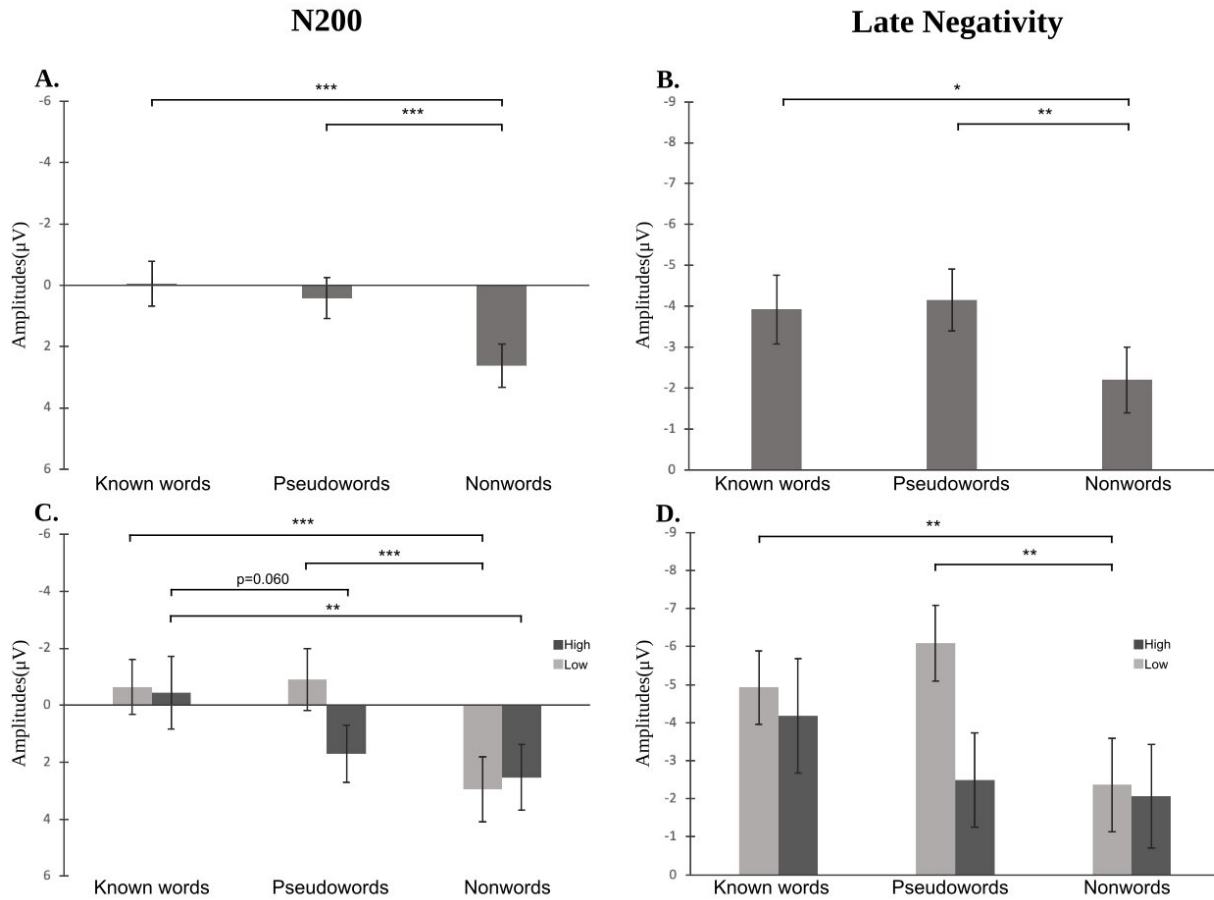 N200
Late Negativity
A.
Amplitudes(μV)
-6
-4
-2
0
2
4
6
***
***
Known words
Pseudowords
Nonwords
B.
Amplitudes(μV)
-9
-8
-7
-6
-5
-4
-3
-2
-1
0
*
**
Known words
Pseudowords
Nonwords
C.
Amplitudes(μV)
-6
-4
-2
0
2
4
6
***
***
p=0.060
**
High
Low
Known words
Pseudowords
Nonwords
D.
Amplitudes(μV)
-9
-8
-7
-6
-5
-4
-3
-2
-1
0
**
**
High
Low
Known words
Pseudowords
Nonwords